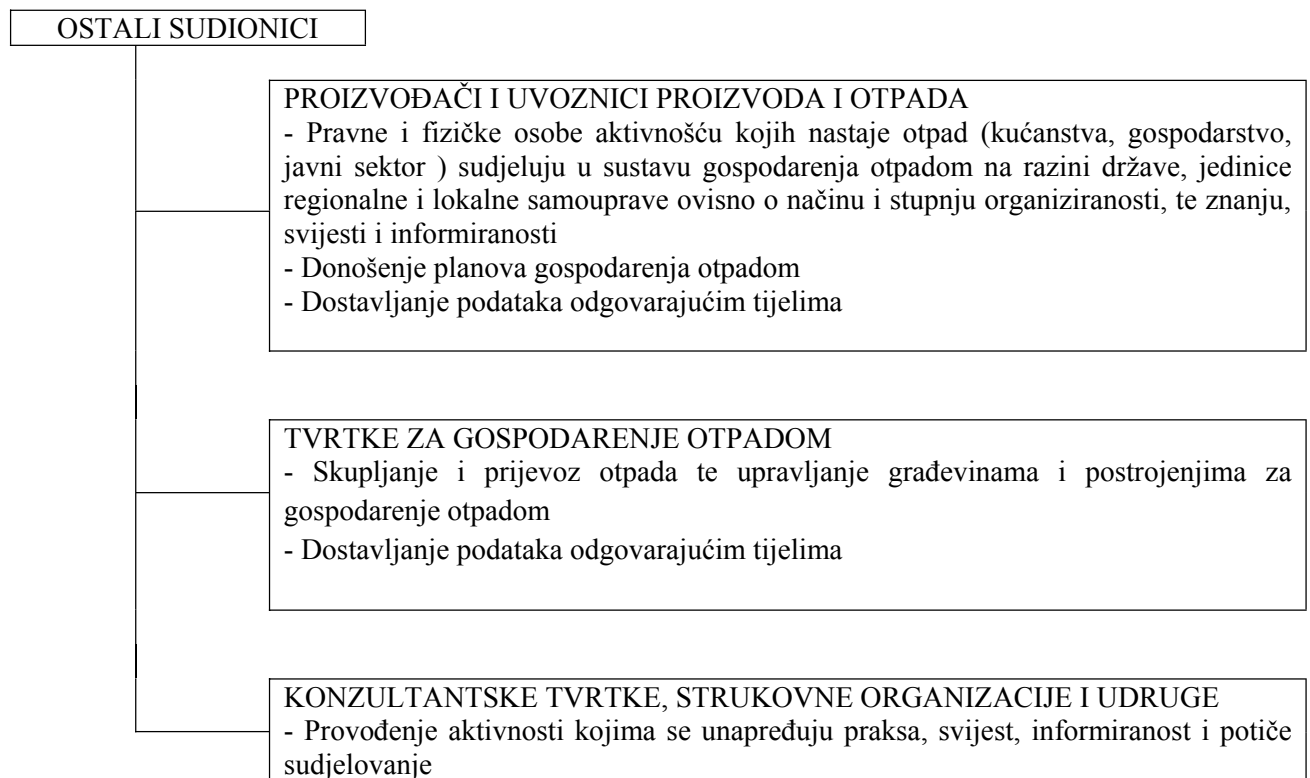 OSTALI SUDIONICI
PROIZVOĐAČI I UVOZNICI PROIZVODA I OTPADA
- Pravne i fizičke osobe aktivnošću kojih nastaje otpad (kućanstva, gospodarstvo,
javni sektor ) sudjeluju u sustavu gospodarenja otpadom na razini države, jedinice
regionalne i lokalne samouprave ovisno o načinu i stupnju organiziranosti, te znanju,
svijesti i informiranosti
- Donošenje planova gospodarenja otpadom
- Dostavljanje podataka odgovarajućim tijelima
TVRTKE ZA GOSPODARENJE OTPADOM
- Skupljanje i prijevoz otpada te upravljanje građevinama i postrojenjima za
gospodarenje otpadom
- Dostavljanje podataka odgovarajućim tijelima
KONZULTANTSKE TVRTKE, STRUKOVNE ORGANIZACIJE I UDRUGE
- Provođenje aktivnosti kojima se unapređuju praksa, svijest, informiranost i potiče
sudjelovanje